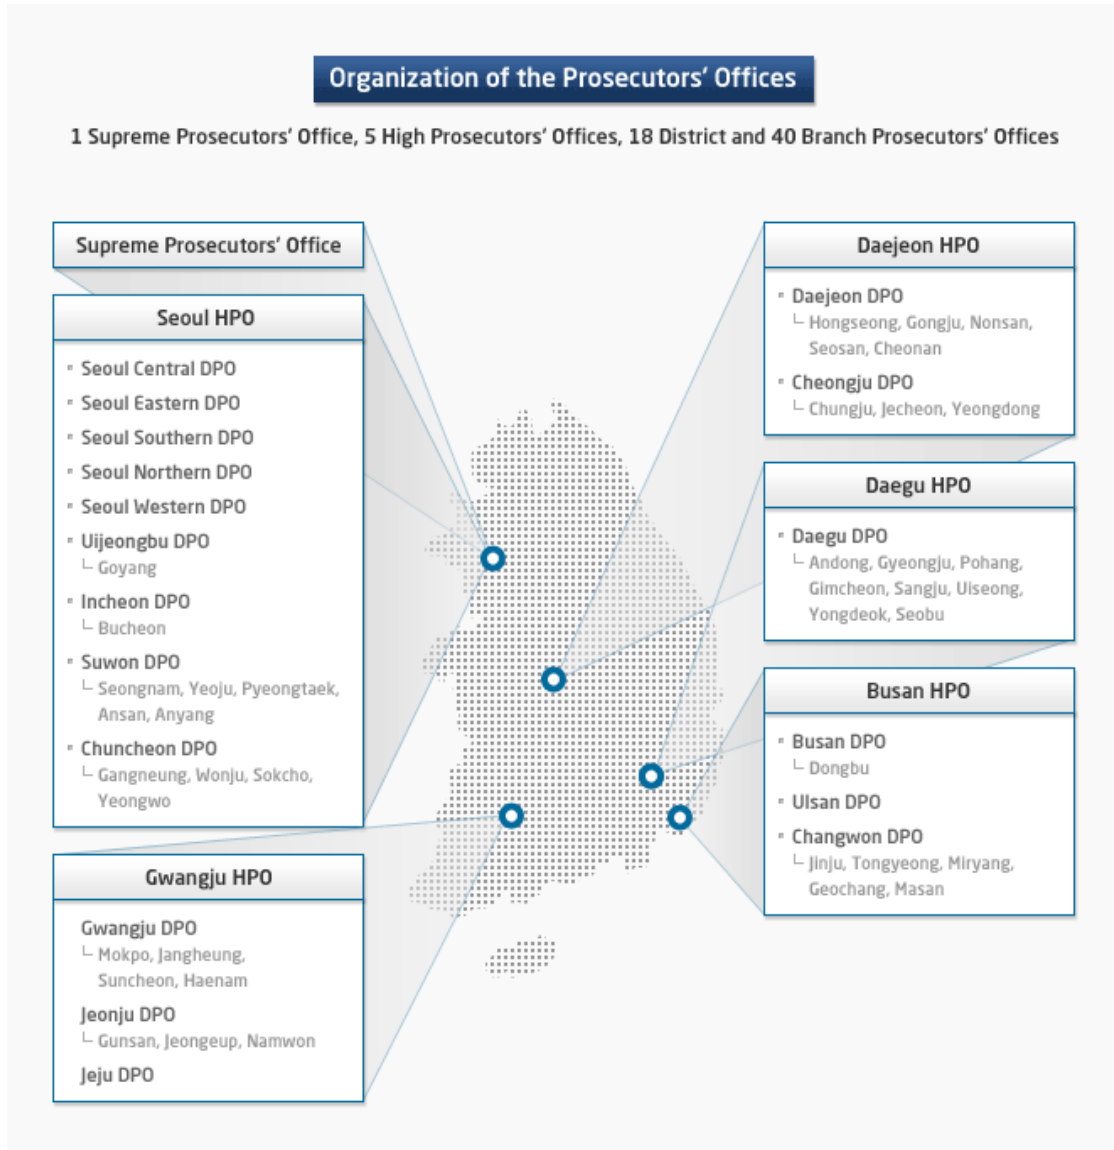 Organization of the Prosecutors' Offices
1 Supreme Prosecutors' Office, 5 High Prosecutors' Offices, 18 District and 40 Branch Prosecutors' Offices
Supreme Prosecutors' Office
Seoul HPO
Seoul Central DPO
Seoul Eastern DPO
Seoul Southern DPO
Seoul Northern DPO
Seoul Western DPO
Uijeongbu DPO
Goyang
Incheon DPO
Bucheon
Suwon DPO
Seongnam, Yeoju, Pyeongtaek,
Ansan, Anyang
Chuncheon DPO
Gangneung, Wonju, Sokcho,
Yeongwo
Gwangju HPO
Gwangju DPO
Mokpo, Jangheung,
Suncheon, Haenam
Jeonju DPO
Gunsan, Jeongeup, Namwon
Jeju DPO
Daejeon HPO
Daejeon DPO
Hongseong, Gongju, Nonsan,
Seosan, Cheonan
Cheongju DPO
Chungju, Jecheon, Yeongdong
Daegu HPO
Daegu DPO
Andong, Gyeongju, Pohang,
Gimcheon, Sangju, Uiseong,
Yongdeok, Seobu
Busan HPO
Busan DPO
Dongbu
Ulsan DPO
Changwon DPO
Jinju, Tongyeong, Miryang,
Geochang, Masan